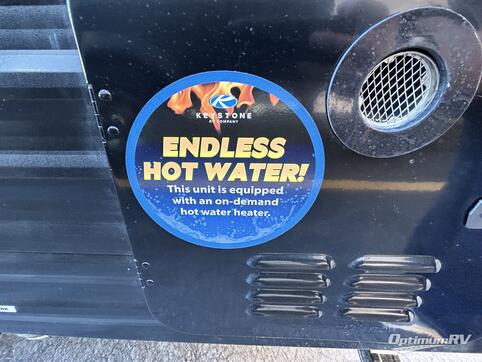 KEYSTONE
RV COMPANY
ENDLESS
HOT WATER!
This unit is equipped
with an on-demand
hot water heater.
OptimumRV